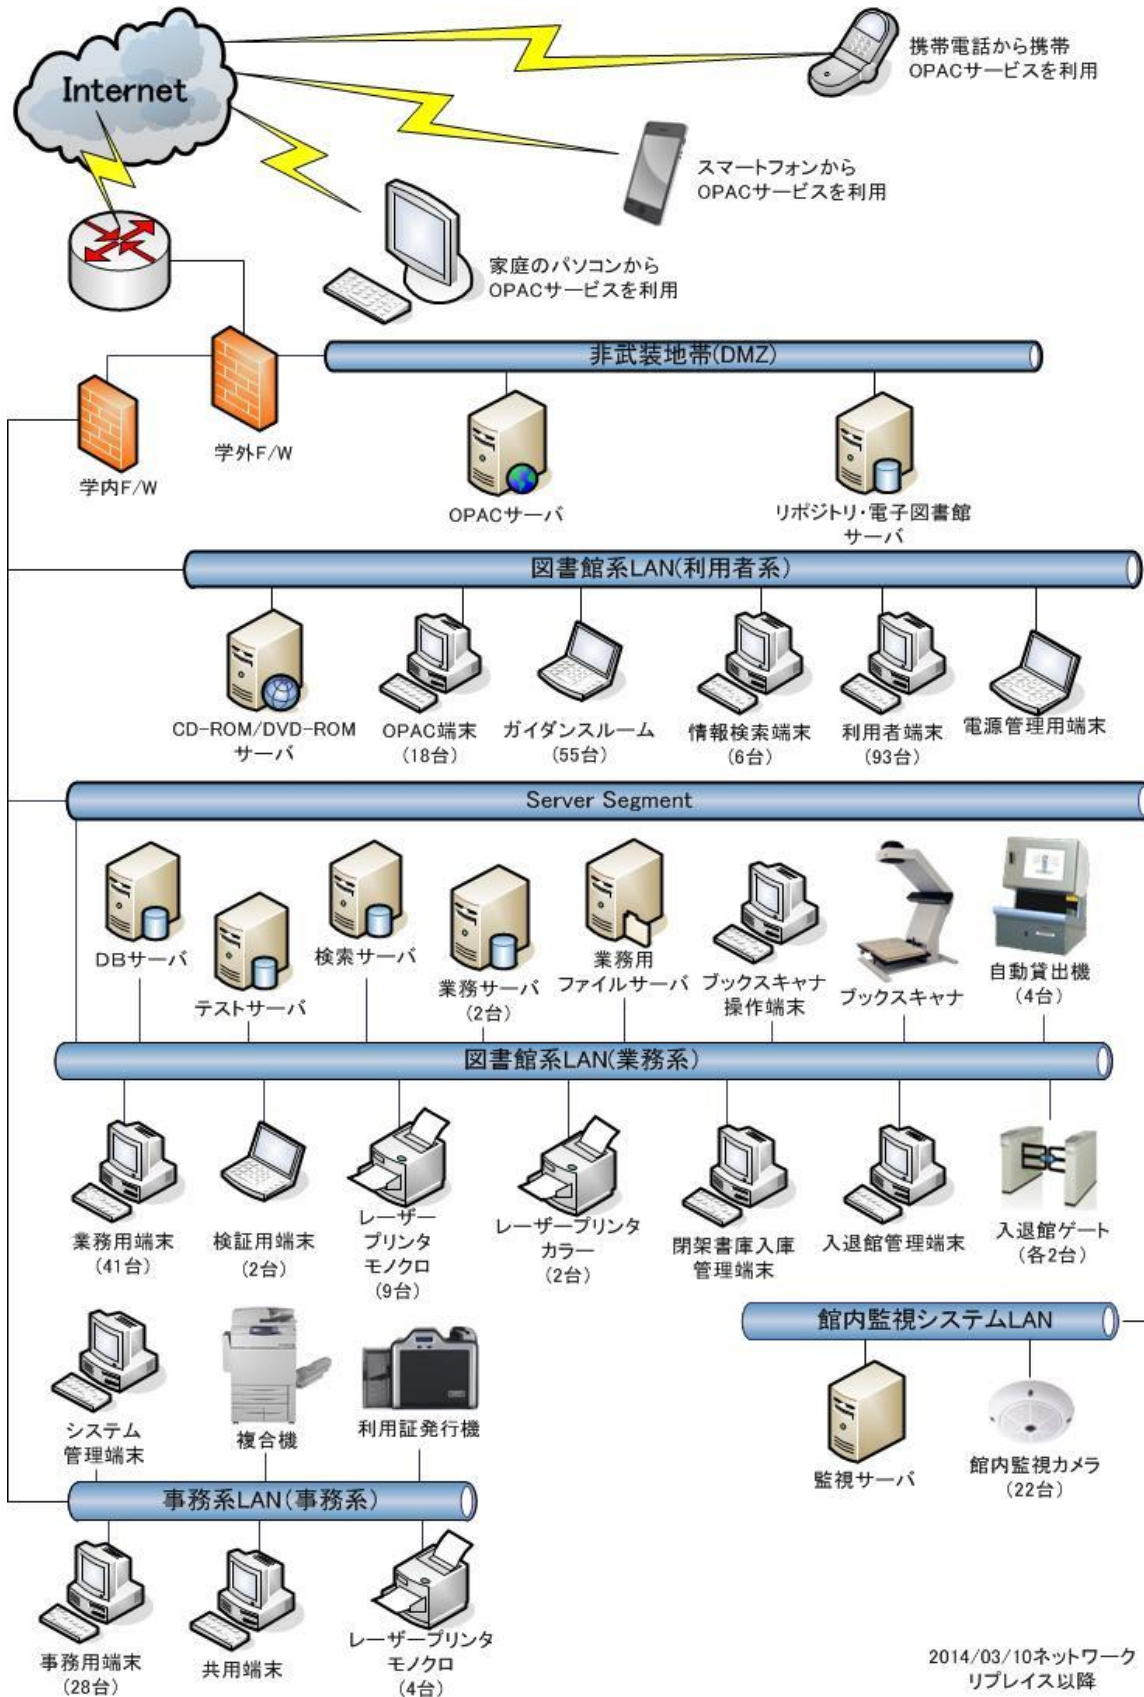 Internet
携帯電話から携帯
OPACサービスを利用
スマートフォンから
OPACサービスを利用
家庭のパソコンから
OPACサービスを利用
非武装地帯(DMZ)
学外F/W
学内F/W
OPACサーバ
リポジトリ・電子図書館
サーバ
図書館系LAN(利用者系)
CD-ROM/DVD-ROM
サーバ
OPAC端末
(18台)
ガイダンスルーム
(55台)
情報検索端末
(6台)
利用者端末
(93台)
電源管理用端末
Server Segment
DBサーバ
テストサーバ
検索サーバ
業務サーバ
(2台)
業務用
ファイルサーバ
ブックスキャナ
操作端末
ブックスキャナ
自動貸出機
(4台)
図書館系LAN(業務系)
業務用端末
(41台)
検証用端末
(2台)
レーザー
プリンタ
モノクロ
(9台)
レーザープリンタ
カラー
(2台)
閉架書庫入庫
管理端末
入退館管理端末
入退館ゲート
(各2台)
館内監視システムLAN
システム
管理端末
複合機
利用証発行機
監視サーバ
館内監視カメラ
(22台)
事務系LAN(事務系)
事務用端末
(28台)
共用端末
レーザープリンタ
モノクロ
(4台)
2014/03/10ネットワーク
リプレイス以降